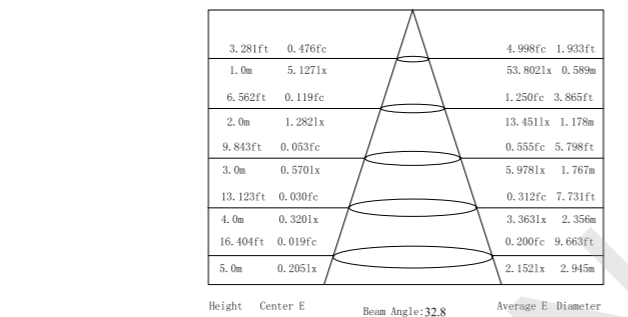 3.281ft 0.476fc 4.998fc 1.933ft
1.0m 5.127lx 53.802lx 0.589m
6.562ft 0.119fc 1.250fc 3.865ft
2.0m 1.282lx 13.451lx 1.178m
9.843ft 0.053fc 0.555fc 5.798ft
3.0m 0.570lx 5.978lx 1.767m
13.123ft 0.030fc 0.312fc 7.731ft
4.0m 0.320lx 3.363lx 2.356m
16.404ft 0.019fc 0.200fc 9.663ft
5.0m 0.205lx 2.152lx 2.945m
Height Center E Beam Angle:32.8 Average E Diameter